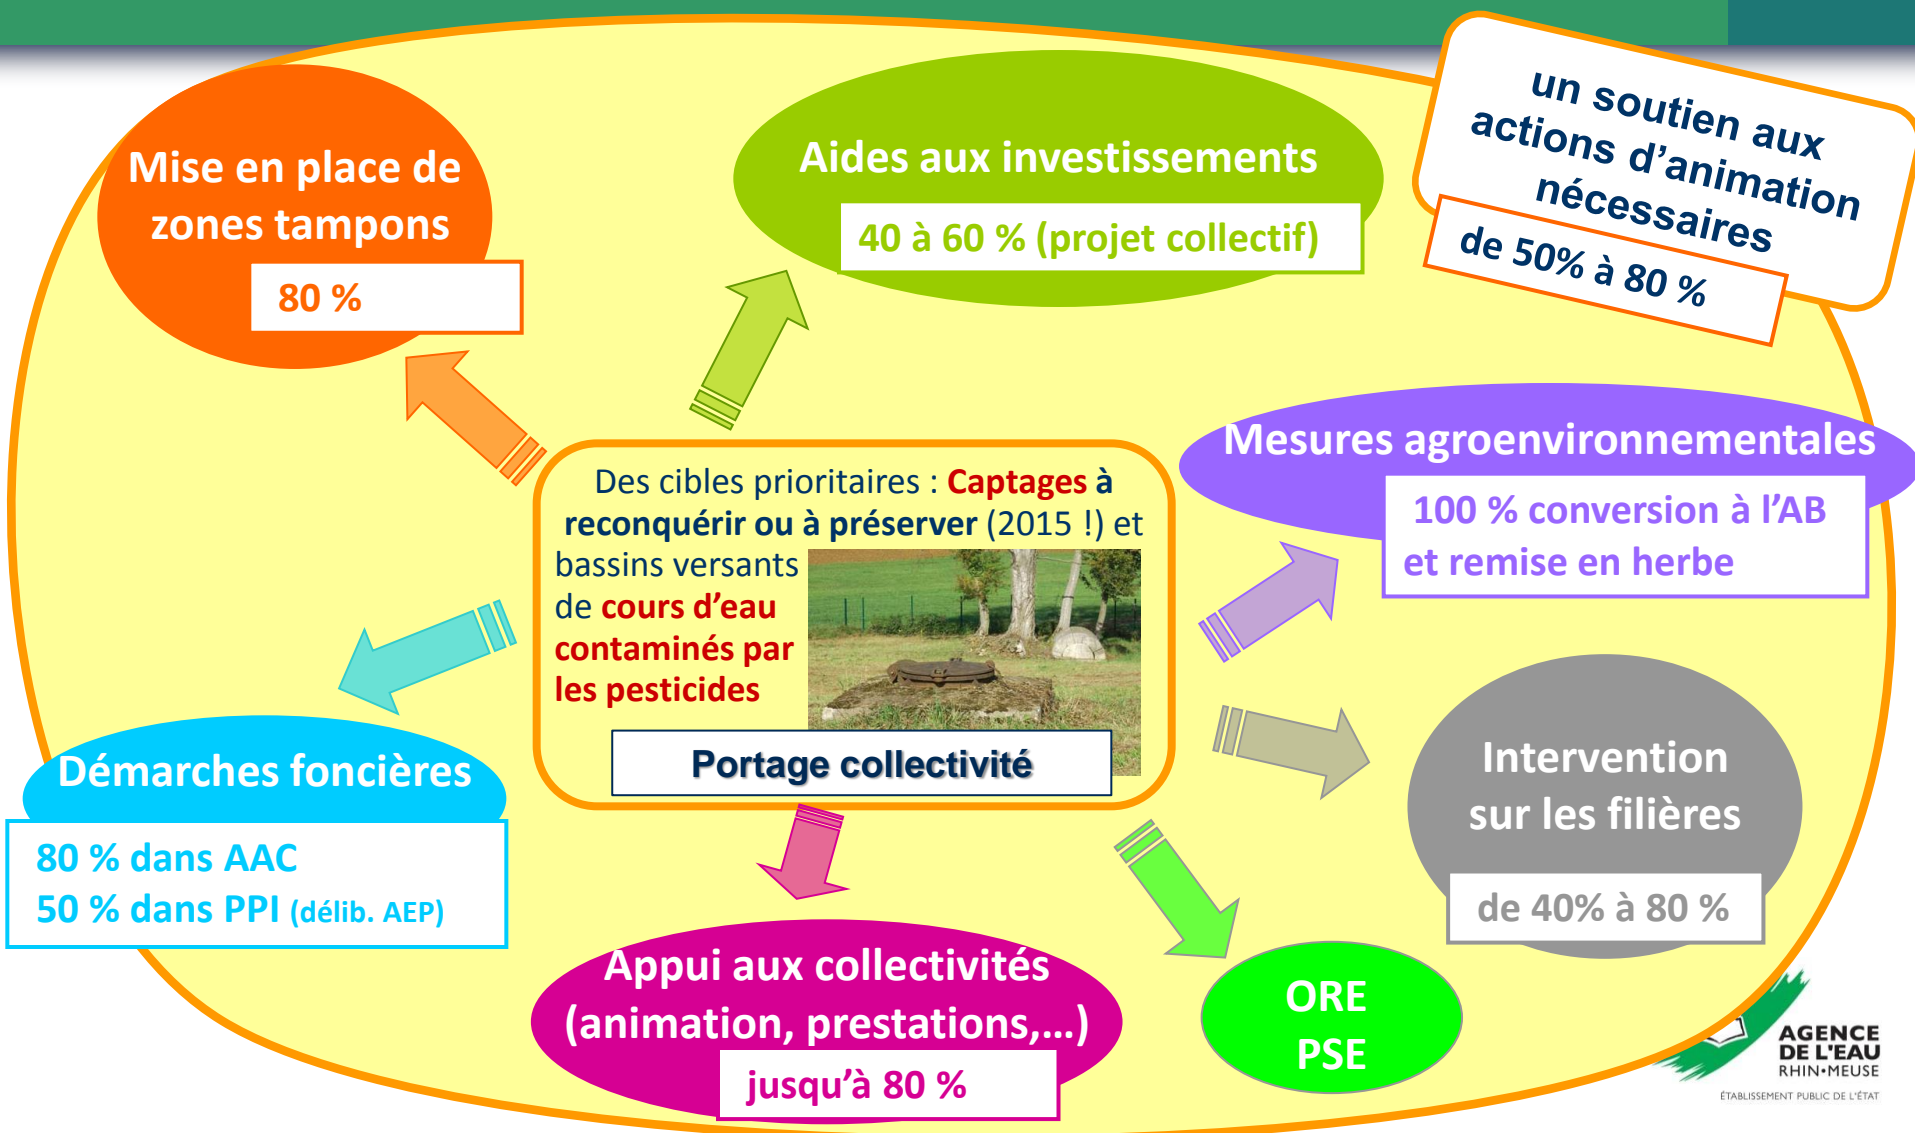 un soutien aux
actions d’animation
nécessaires
de 50% à 80 %
Mise en place de
zones tampons
80 %
Aides aux investissements
40 à 60 % (projet collectif)
Mesures agroenvironnementales
100 % conversion à l’AB
et remise en herbe
Des cibles prioritaires : Captages à
reconquérir ou à préserver (2015 !) et
bassins versants
de cours d’eau
contaminés par
les pesticides
Portage collectivité
Démarches foncières
80 % dans AAC
50 % dans PPI (délib. AEP)
Intervention
sur les filières
de 40% à 80 %
Appui aux collectivités
(animation, prestations,…)
jusqu’à 80 %
ORE
PSE
AGENCE
DE L'EAU
RHIN•MEUSE
ÉTABLISSEMENT PUBLIC DE L'ÉTAT